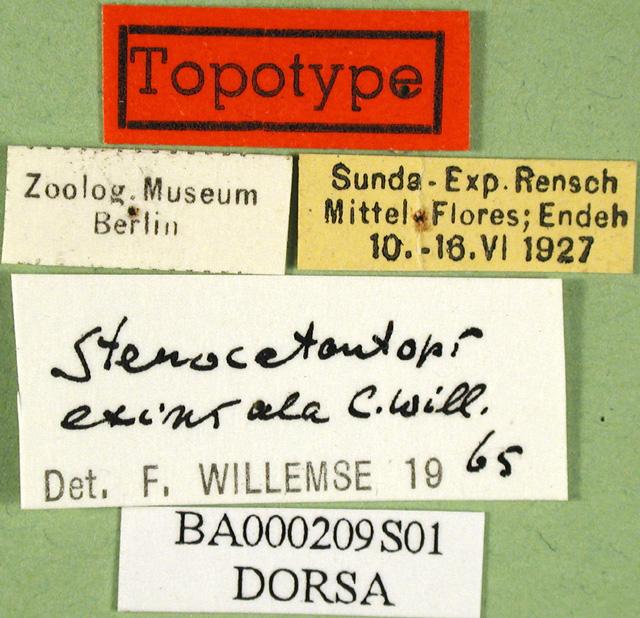 Topotype
Zoolog. Museum
Berlin
Sunda-Exp. Rensch
Mittel Flores; Endeh
10.-16.VI 1927
Stenocatantops
exinsula C. Will.
Det. F. WILLEMSE 19 65
BA000209S01
DORSA